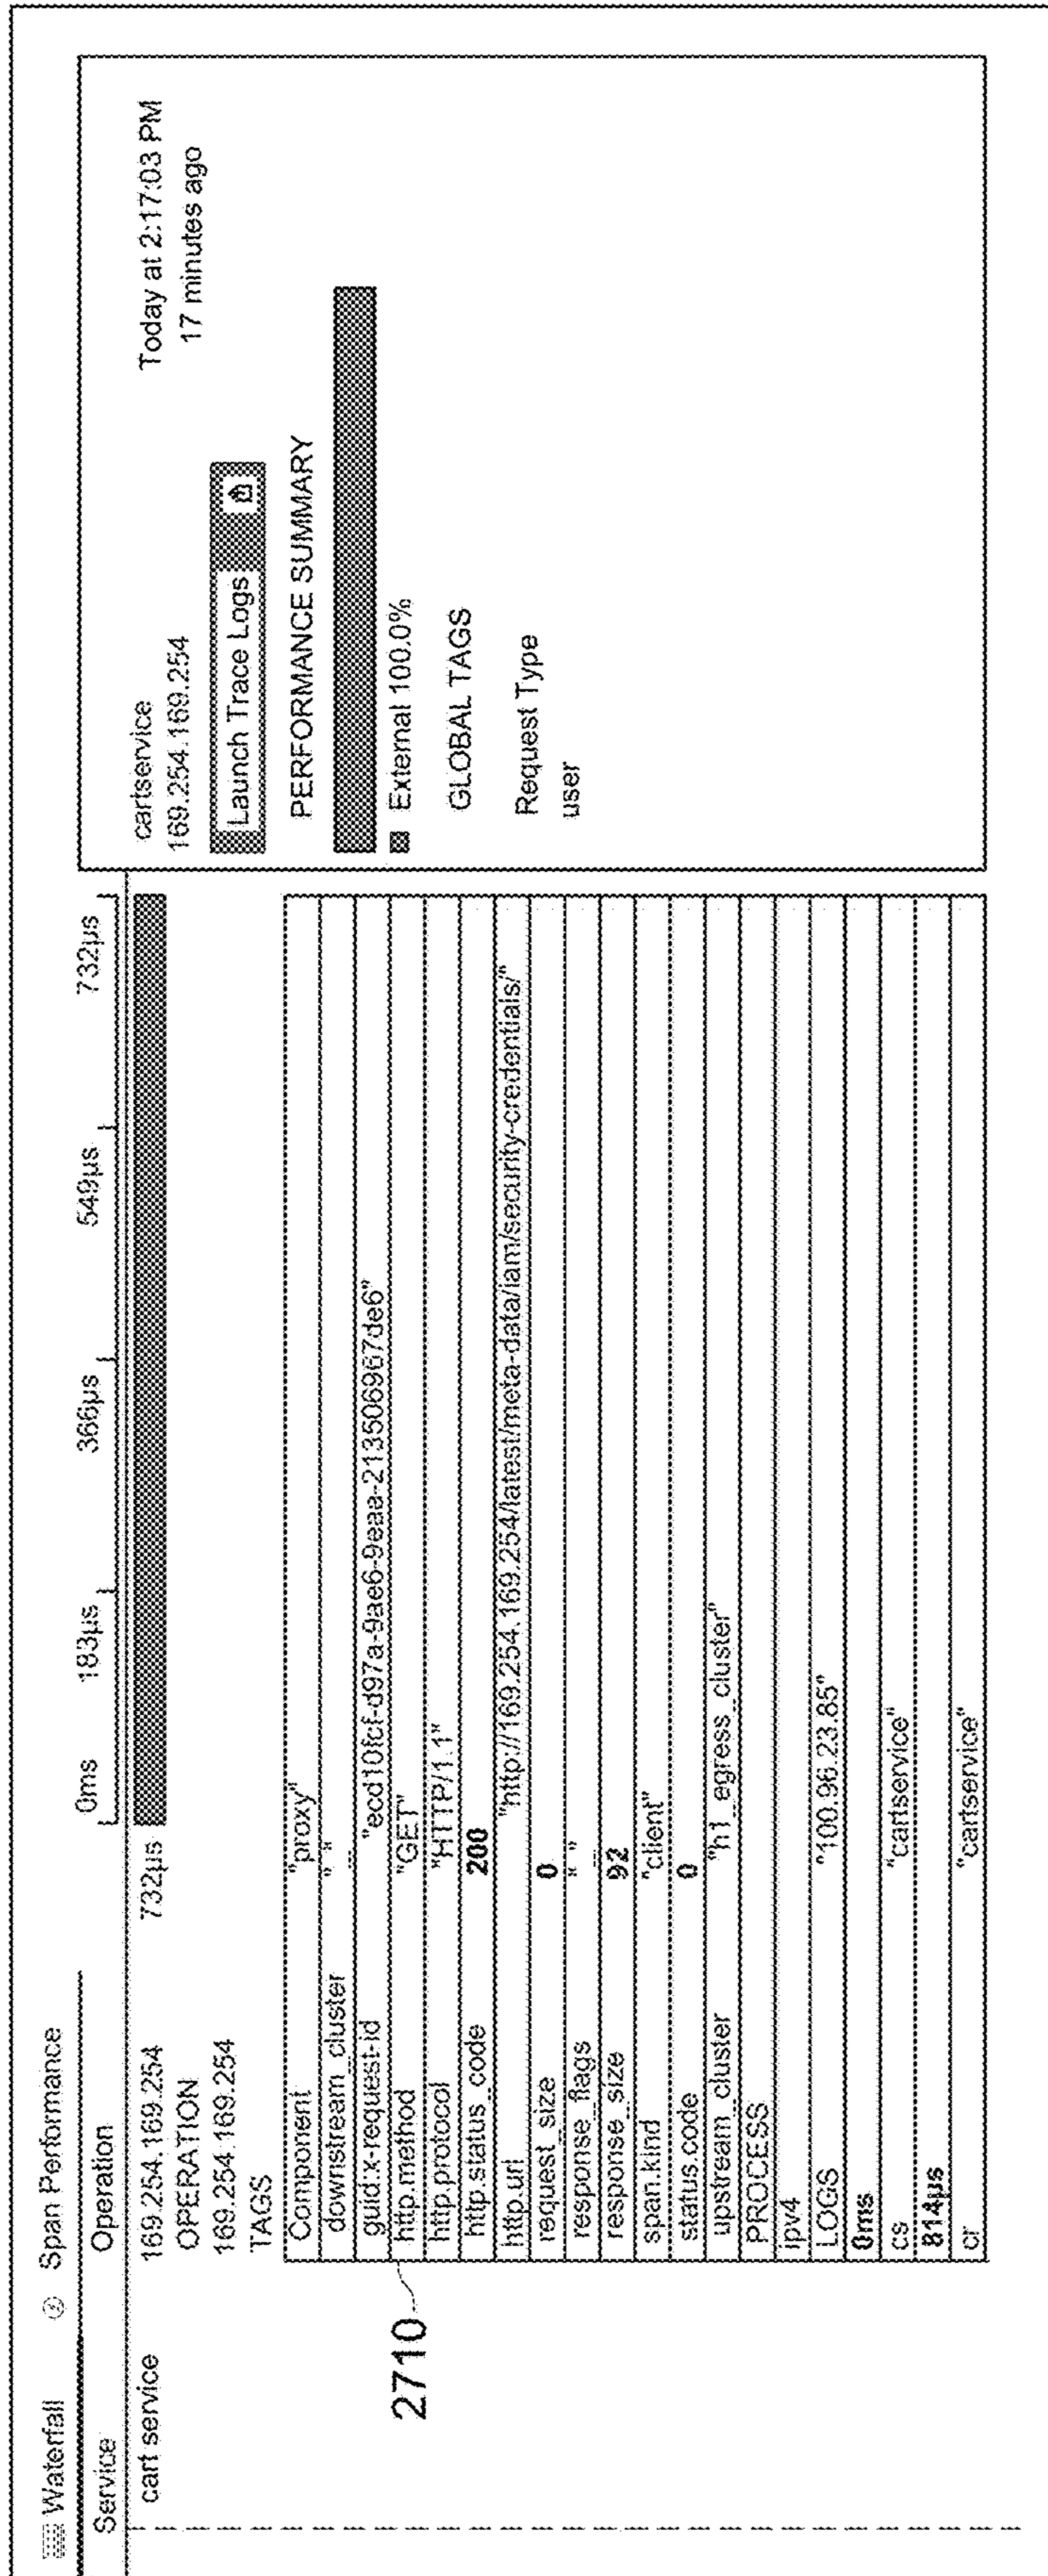 Waterfall Span Performance
Service Operation 0ms 183µs 366µs 549µs 732µs
cart service 169.254.169.254 732µs
OPERATION
169.254.169.254
TAGS
Component "proxy"
downstream_cluster "_"
guid:x-request-id
http.method "GET"
http.protocol "HTTP/1.1"
http.status_code 200
http.url "http://169.254.169.254/latest/meta-data/iam/security-credentials/"
request_size 0
response_flags "_"
response_size 92
span.kind "client"
status.code 0
upstream_cluster "h1_egress_cluster"
PROCESS
ipv4 "100.96.23.85"
LOGS
0ms
cs "cartservice"
814µs
cr "cartservice"
2710
cartservice Today at 2:17:03 PM
169.254.169.254 17 minutes ago
Launch Trace Logs
PERFORMANCE SUMMARY
External 100.0%
GLOBAL TAGS
Request Type
user